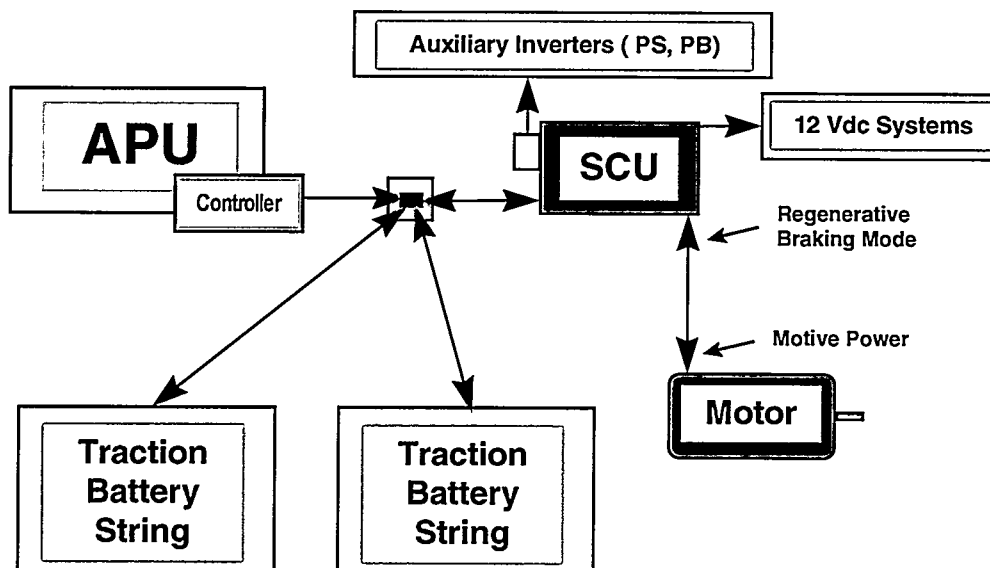 Auxiliary Inverters ( PS, PB)
APU
Controller
SCU
12 Vdc Systems
Regenerative
Braking Mode
Motive Power
Motor
Traction
Battery
String
Traction
Battery
String